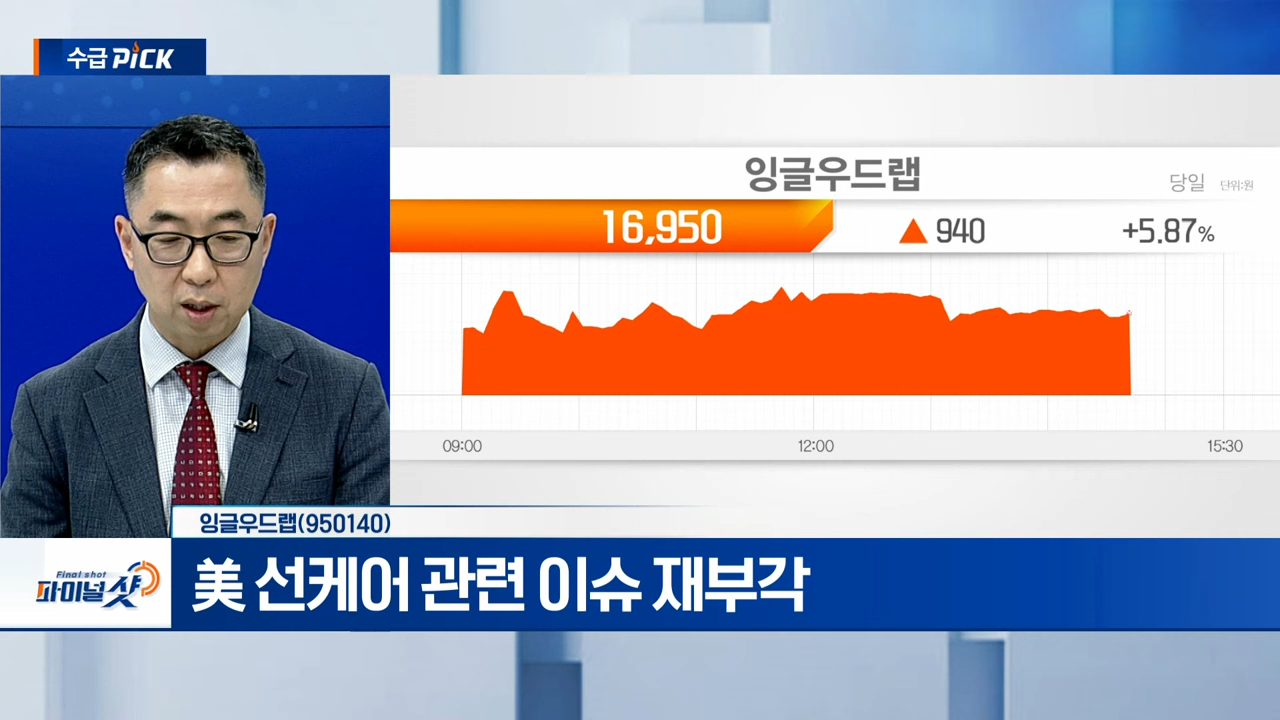 수급 PiCK
잉글우드랩
당일 단위:원
16,950 ▲ 940 +5.87%
09:00 12:00 15:30
잉글우드랩(950140)
Final shot
파이널샷
美 선케어 관련 이슈 재부각